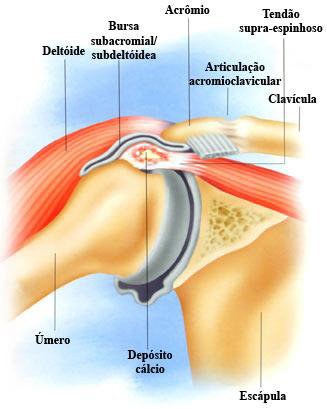 Acrômio
Tendão
supra-espinhoso
Bursa
subacromial/
subdeltóidea
Deltóide
Articulação
acromioclavicular
Clavícula
Úmero
Depósito
cálcio
Escápula